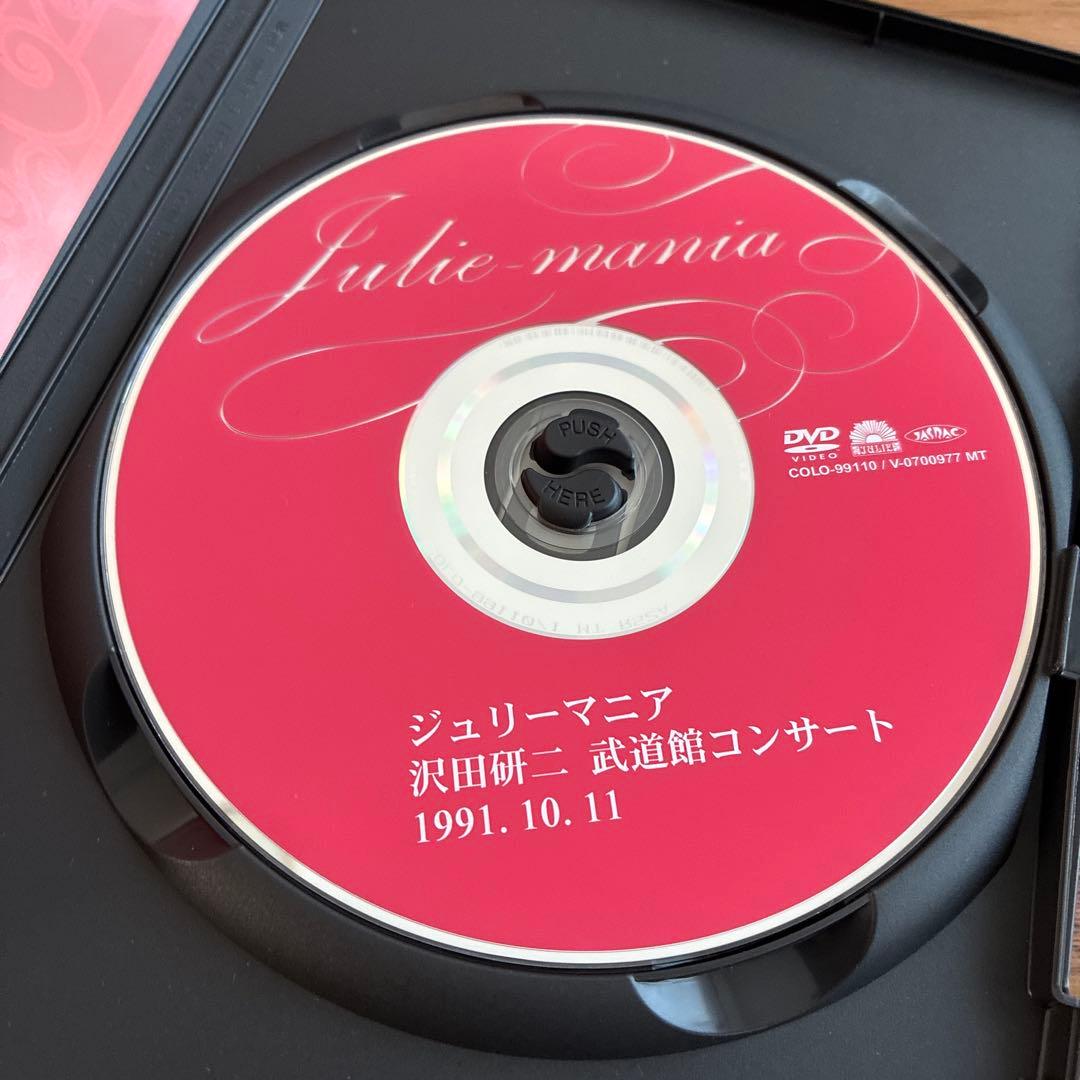 Julie-mania
PUSH
HERE
DVD
VIDEO
JULIE
JASRAC
COLO-99110 / V-0700977 MT
ジュリーマニア
沢田研二 武道館コンサート
1991. 10. 11